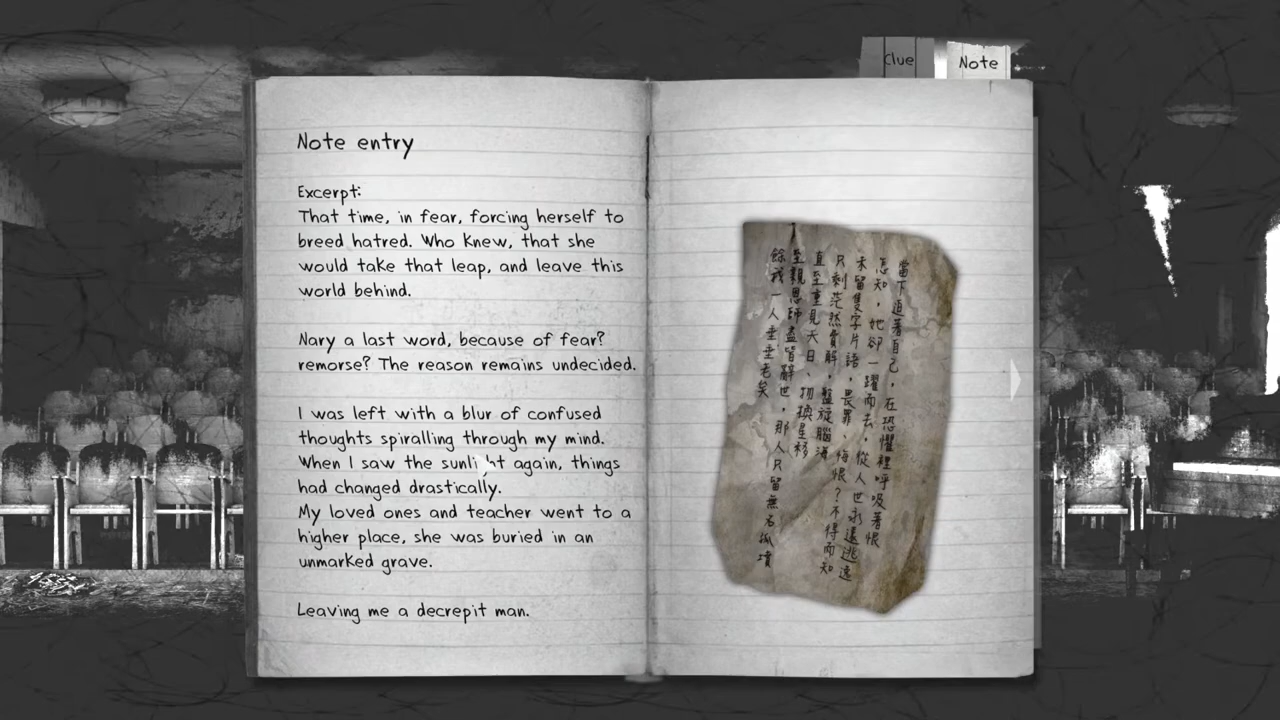 Clue
Note
Note entry
Excerpt:
That time, in fear, forcing herself to
breed hatred. Who knew, that she
would take that leap, and leave this
world behind.
Nary a last word, because of fear?
remorse? The reason remains undecided.
I was left with a blur of confused
thoughts spiralling through my mind.
When I saw the sunli ht again, things
had changed drastically.
My loved ones and teacher went to a
higher place, she was buried in an
unmarked grave.
Leaving me a decrepit man.
當下逼著自己，在恐懼裡呼吸著恨
怎知，她卻一躍而去，從人世永遠逃遠
未留隻字片語，畏罪、悔恨？不得而知
只剩茫然費解，盤旋腦海
直至重見天日、物換星移
至親恩師盡皆辭世，那人只留無名孤墳
餘我一人垂垂老矣